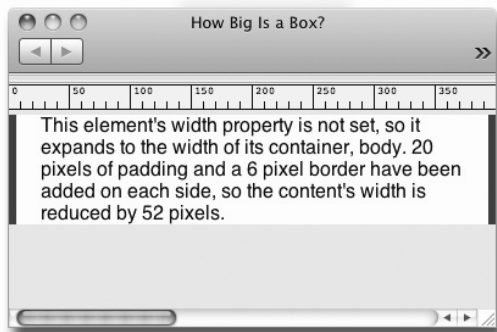 How Big Is a Box?
0 50 100 150 200 250 300 350
This element's width property is not set, so it
expands to the width of its container, body. 20
pixels of padding and a 6 pixel border have been
added on each side, so the content's width is
reduced by 52 pixels.